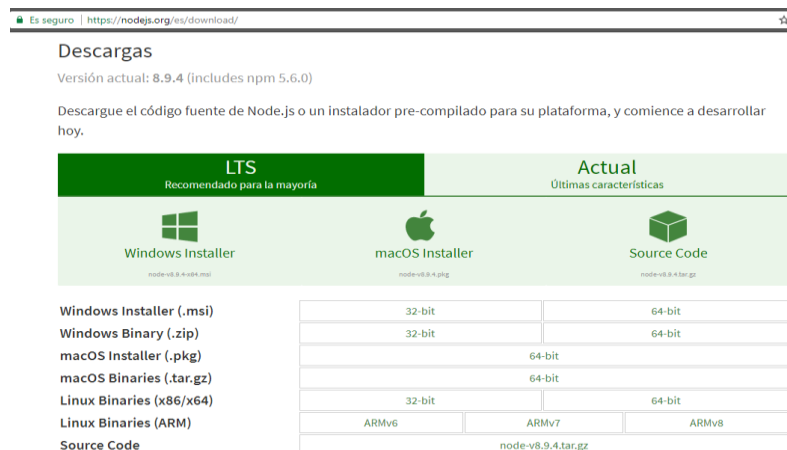 Es seguro | https://nodejs.org/es/download/
Descargas
Versión actual: 8.9.4 (includes npm 5.6.0)
Descargue el código fuente de Node.js o un instalador pre-compilado para su plataforma, y comience a desarrollar
hoy.
LTS
Recomendado para la mayoría
Actual
Últimas características
Windows Installer
node-v8.9.4-x64.msi
macOS Installer
node-v8.9.4.pkg
Source Code
node-v8.9.4.tar.gz
Windows Installer (.msi) 32-bit 64-bit
Windows Binary (.zip) 32-bit 64-bit
macOS Installer (.pkg) 64-bit
macOS Binaries (.tar.gz) 64-bit
Linux Binaries (x86/x64) 32-bit 64-bit
Linux Binaries (ARM) ARMv6 ARMv7 ARMv8
Source Code node-v8.9.4.tar.gz